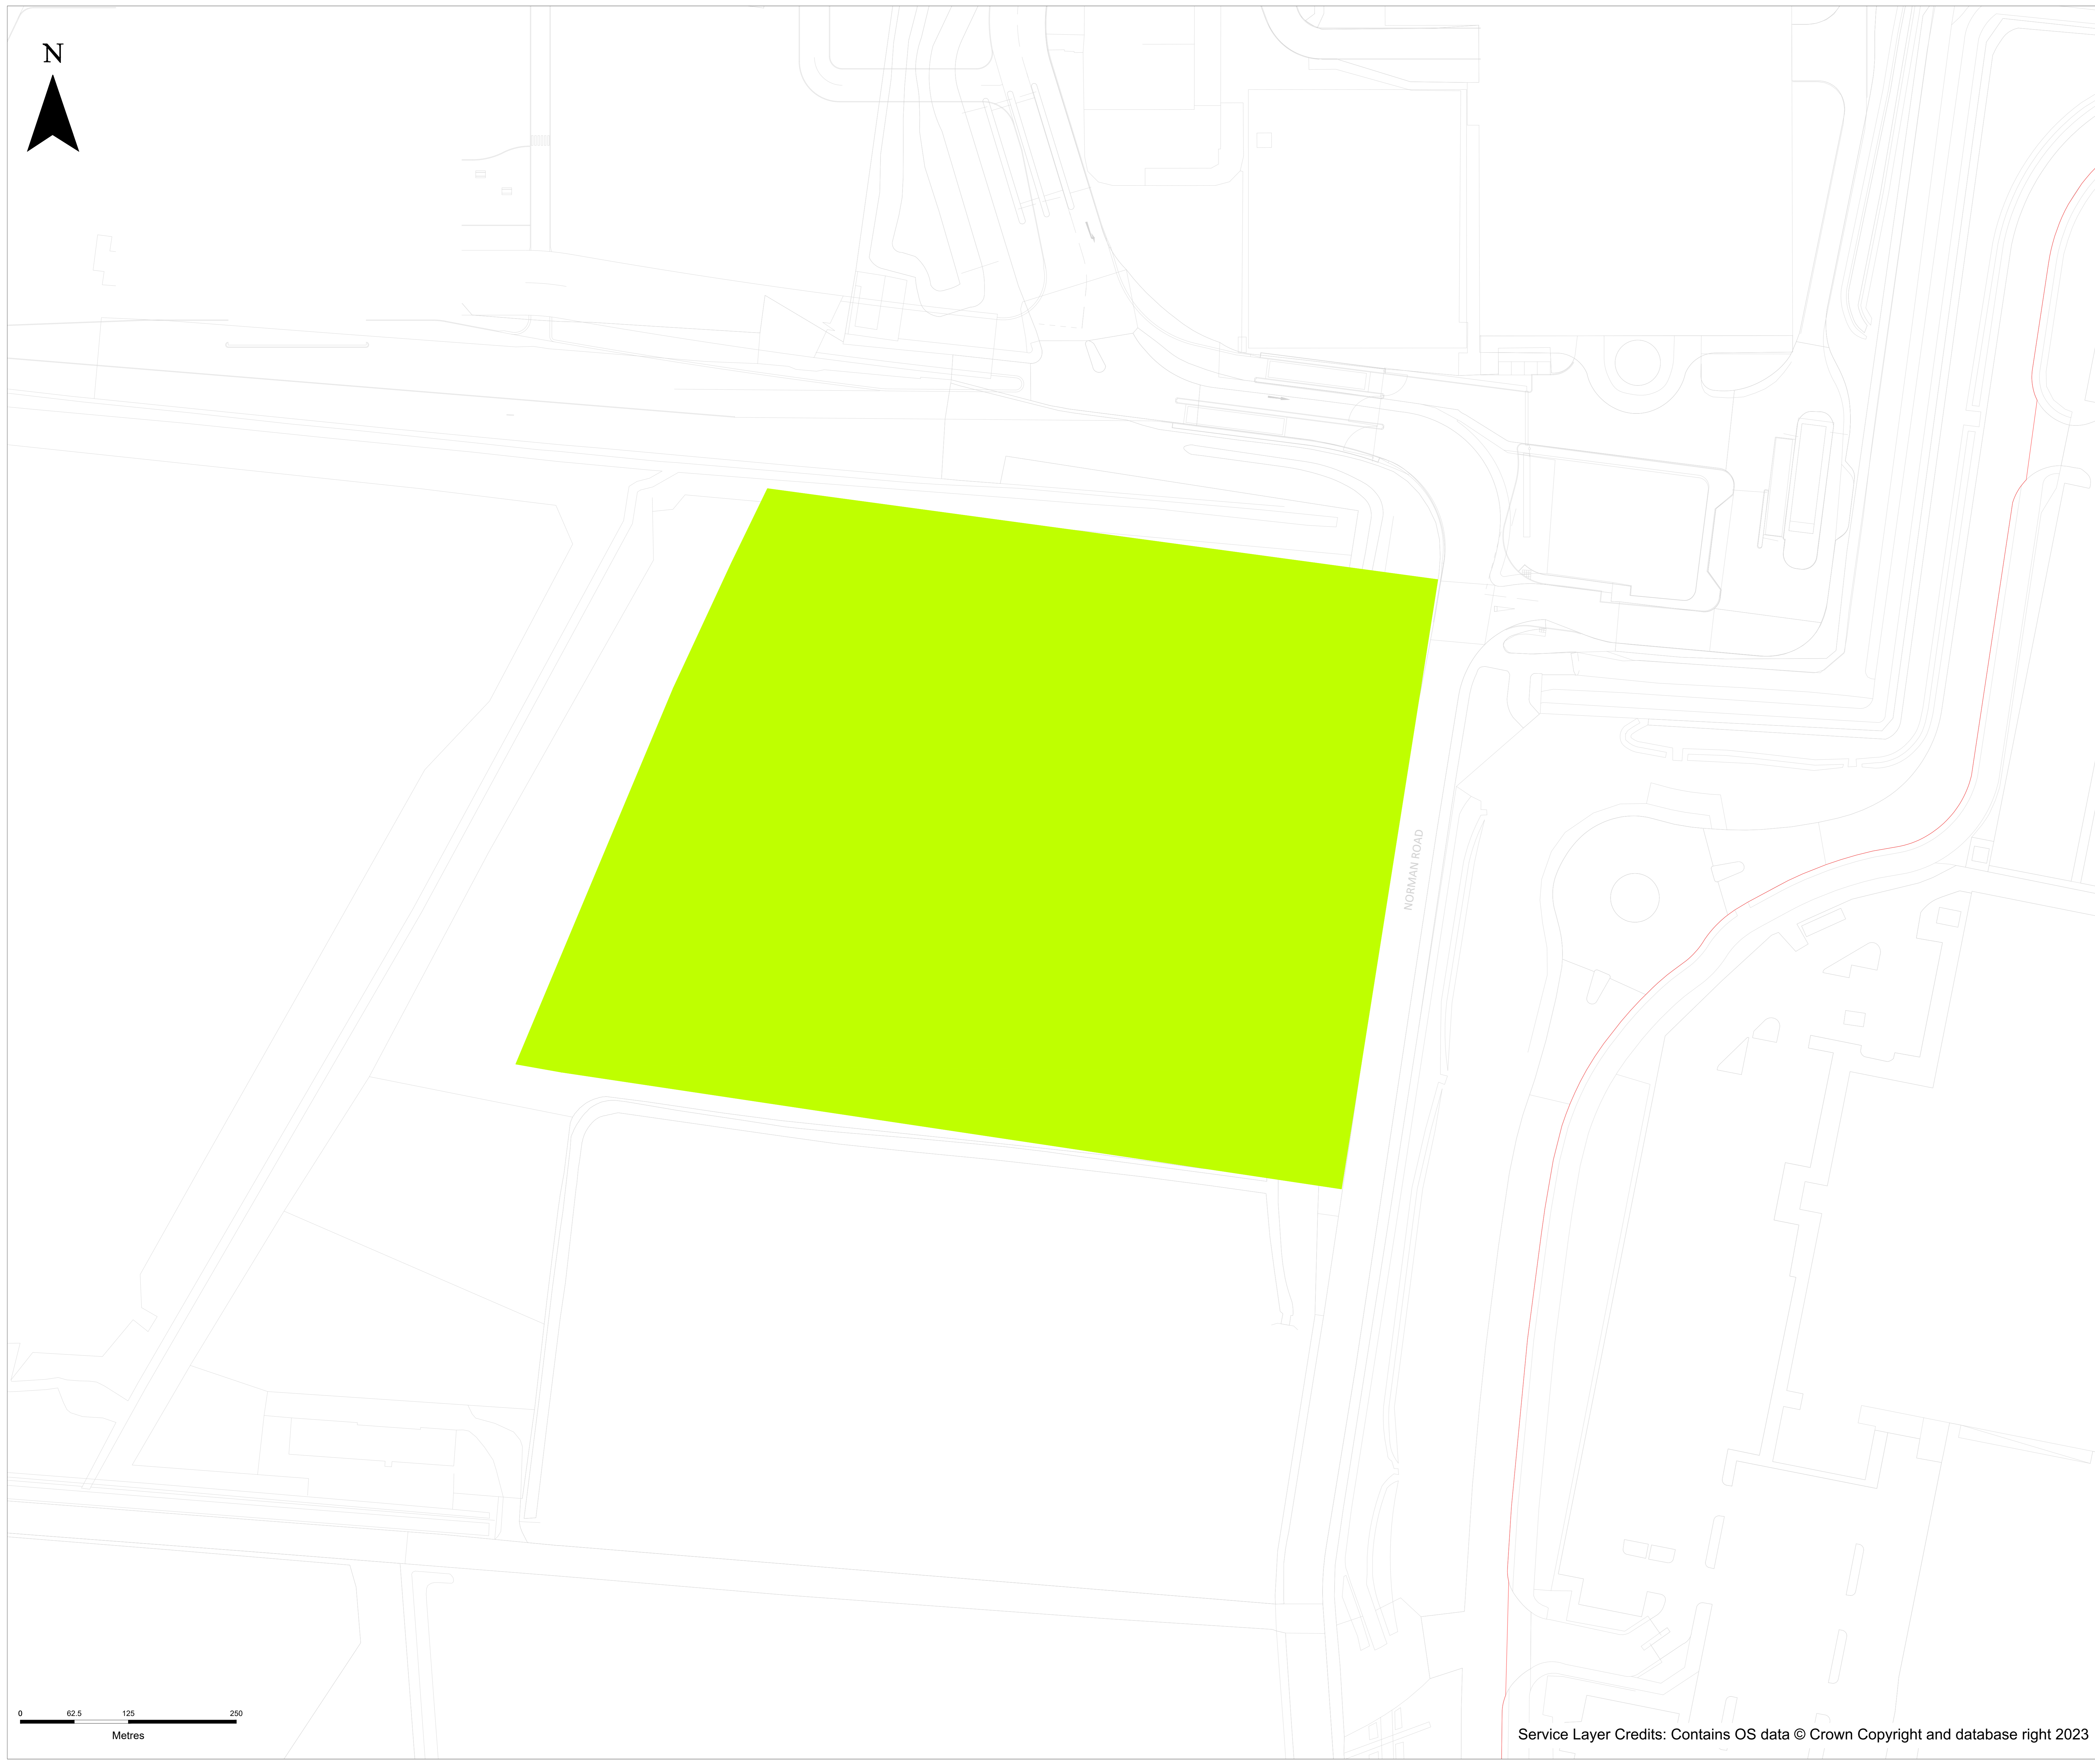 N
NORMAN ROAD
0 62.5 125 250
Metres
Service Layer Credits: Contains OS data © Crown Copyright and database right 2023